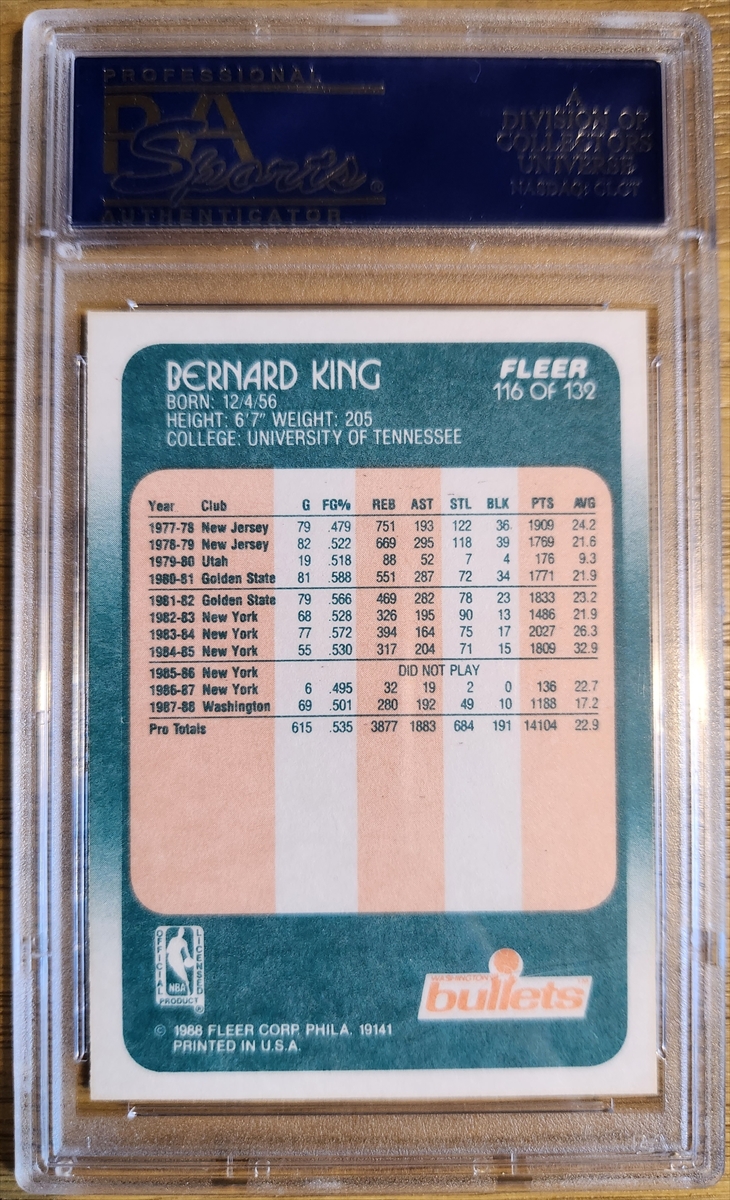 PROFESSIONAL
PSA
Sports®
AUTHENTICATOR
A
DIVISION OF
COLLECTORS
UNIVERSE
NASDAQ: CLCT
BERNARD KING
FLEER
116 OF 132
BORN: 12/4/56
HEIGHT: 6'7" WEIGHT: 205
COLLEGE: UNIVERSITY OF TENNESSEE
Year Club G FG% REB AST STL BLK PTS AVG
1977-78 New Jersey 79 .479 751 193 122 36 1909 24.2
1978-79 New Jersey 82 .522 669 295 118 39 1769 21.6
1979-80 Utah 19 .518 88 52 7 4 176 9.3
1980-81 Golden State 81 .588 551 287 72 34 1771 21.9
1981-82 Golden State 79 .566 469 282 78 23 1833 23.2
1982-83 New York 68 .528 326 195 90 13 1486 21.9
1983-84 New York 77 .572 394 164 75 17 2027 26.3
1984-85 New York 55 .530 317 204 71 15 1809 32.9
1985-86 New York DID NOT PLAY
1986-87 New York 6 .495 32 19 2 0 136 22.7
1987-88 Washington 69 .501 280 192 49 10 1188 17.2
Pro Totals 615 .535 3877 1883 684 191 14104 22.9
OFFICIAL
LICENSED
NBA
PRODUCT
WASHINGTON
bullets
© 1988 FLEER CORP. PHILA. 19141
PRINTED IN U.S.A.